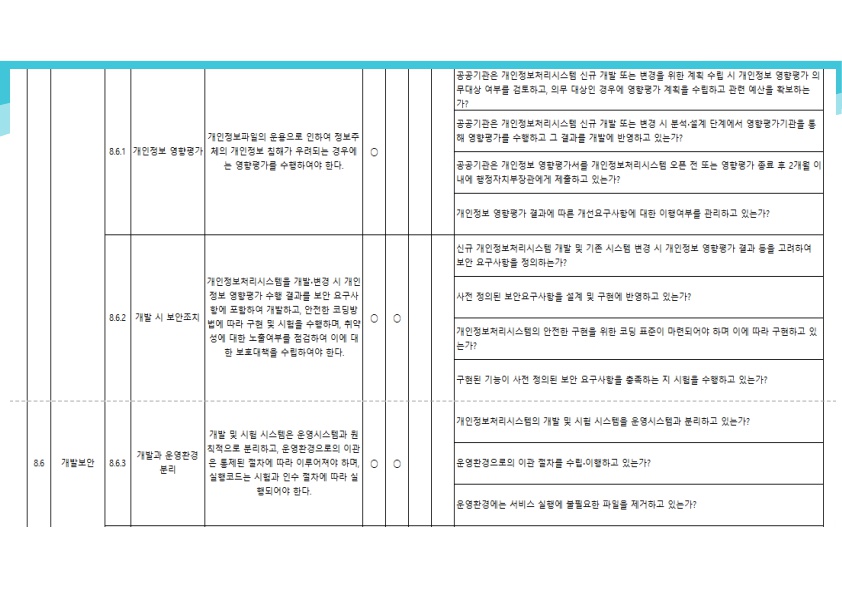 공공기관은 개인정보처리시스템 신규 개발 또는 변경을 위한 계획 수립 시 개인정보 영향평가 의
무대상 여부를 검토하고, 의무 대상인 경우에 영향평가 계획을 수립하고 관련 예산을 확보하는
가?
8.6.1
개인정보 영향평가
개인정보파일의 운용으로 인하여 정보주
체의 개인정보 침해가 우려되는 경우에
는 영향평가를 수행하여야 한다.
○
공공기관은 개인정보처리시스템 신규 개발 또는 변경 시 분석·설계 단계에서 영향평가기관을 통
해 영향평가를 수행하고 그 결과를 개발에 반영하고 있는가?
공공기관은 개인정보 영향평가서를 개인정보처리시스템 오픈 전 또는 영향평가 종료 후 2개월 이
내에 행정자치부장관에게 제출하고 있는가?
개인정보 영향평가 결과에 따른 개선요구사항에 대한 이행여부를 관리하고 있는가?
8.6.2
개발 시 보안조치
개인정보처리시스템을 개발·변경 시 개인
정보 영향평가 수행 결과를 보안 요구사
항에 포함하여 개발하고, 안전한 코딩방
법에 따라 구현 및 시험을 수행하며, 취약
성에 대한 노출여부를 점검하여 이에 대
한 보호대책을 수립하여야 한다.
○ ○
신규 개인정보처리시스템 개발 및 기존 시스템 변경 시 개인정보 영향평가 결과 등을 고려하여
보안 요구사항을 정의하는가?
사전 정의된 보안요구사항을 설계 및 구현에 반영하고 있는가?
개인정보처리시스템의 안전한 구현을 위한 코딩 표준이 마련되어야 하며 이에 따라 구현하고 있
는가?
구현된 기능이 사전 정의된 보안 요구사항을 충족하는 지 시험을 수행하고 있는가?
8.6
개발보안
8.6.3
개발과 운영환경
분리
개발 및 시험 시스템은 운영시스템과 원
칙적으로 분리하고, 운영환경으로의 이관
은 통제된 절차에 따라 이루어져야 하며,
실행코드는 시험과 인수 절차에 따라 실
행되어야 한다.
○ ○
개인정보처리시스템의 개발 및 시험 시스템을 운영시스템과 분리하고 있는가?
운영환경으로의 이관 절차를 수립·이행하고 있는가?
운영환경에는 서비스 실행에 불필요한 파일을 제거하고 있는가?